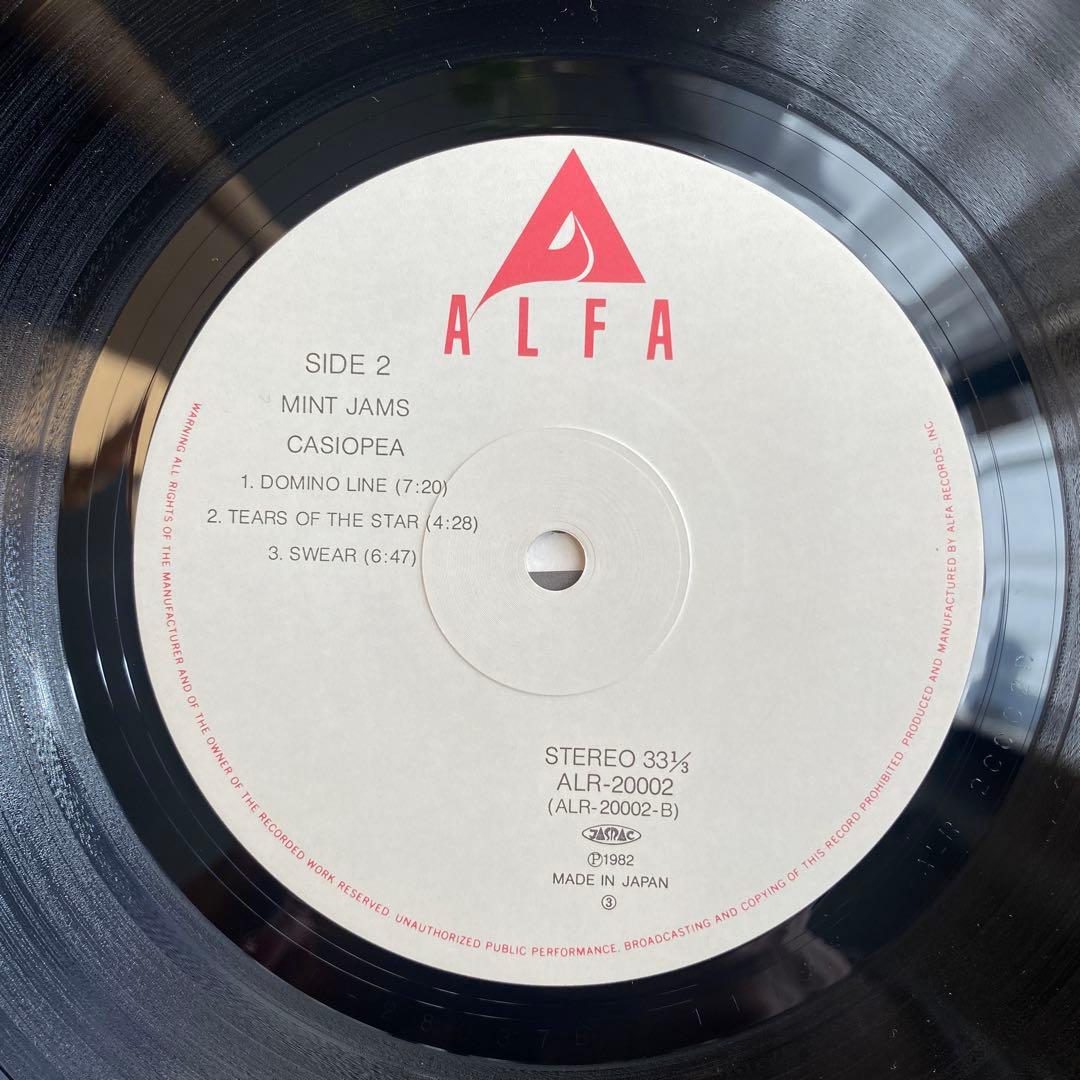 ALFA
SIDE 2
MINT JAMS
CASIOPEA
1. DOMINO LINE (7:20)
2. TEARS OF THE STAR (4:28)
3. SWEAR (6:47)
STEREO 33⅓
ALR-20002
(ALR-20002-B)
JASRAC
Ⓟ1982
MADE IN JAPAN
③
WARNING ALL RIGHTS OF THE MANUFACTURER AND OF THE OWNER OF THE RECORDED WORK RESERVED. UNAUTHORIZED PUBLIC PERFORMANCE, BROADCASTING AND COPYING OF THIS RECORD PROHIBITED. PRODUCED AND MANUFACTURED BY ALFA RECORDS, INC.